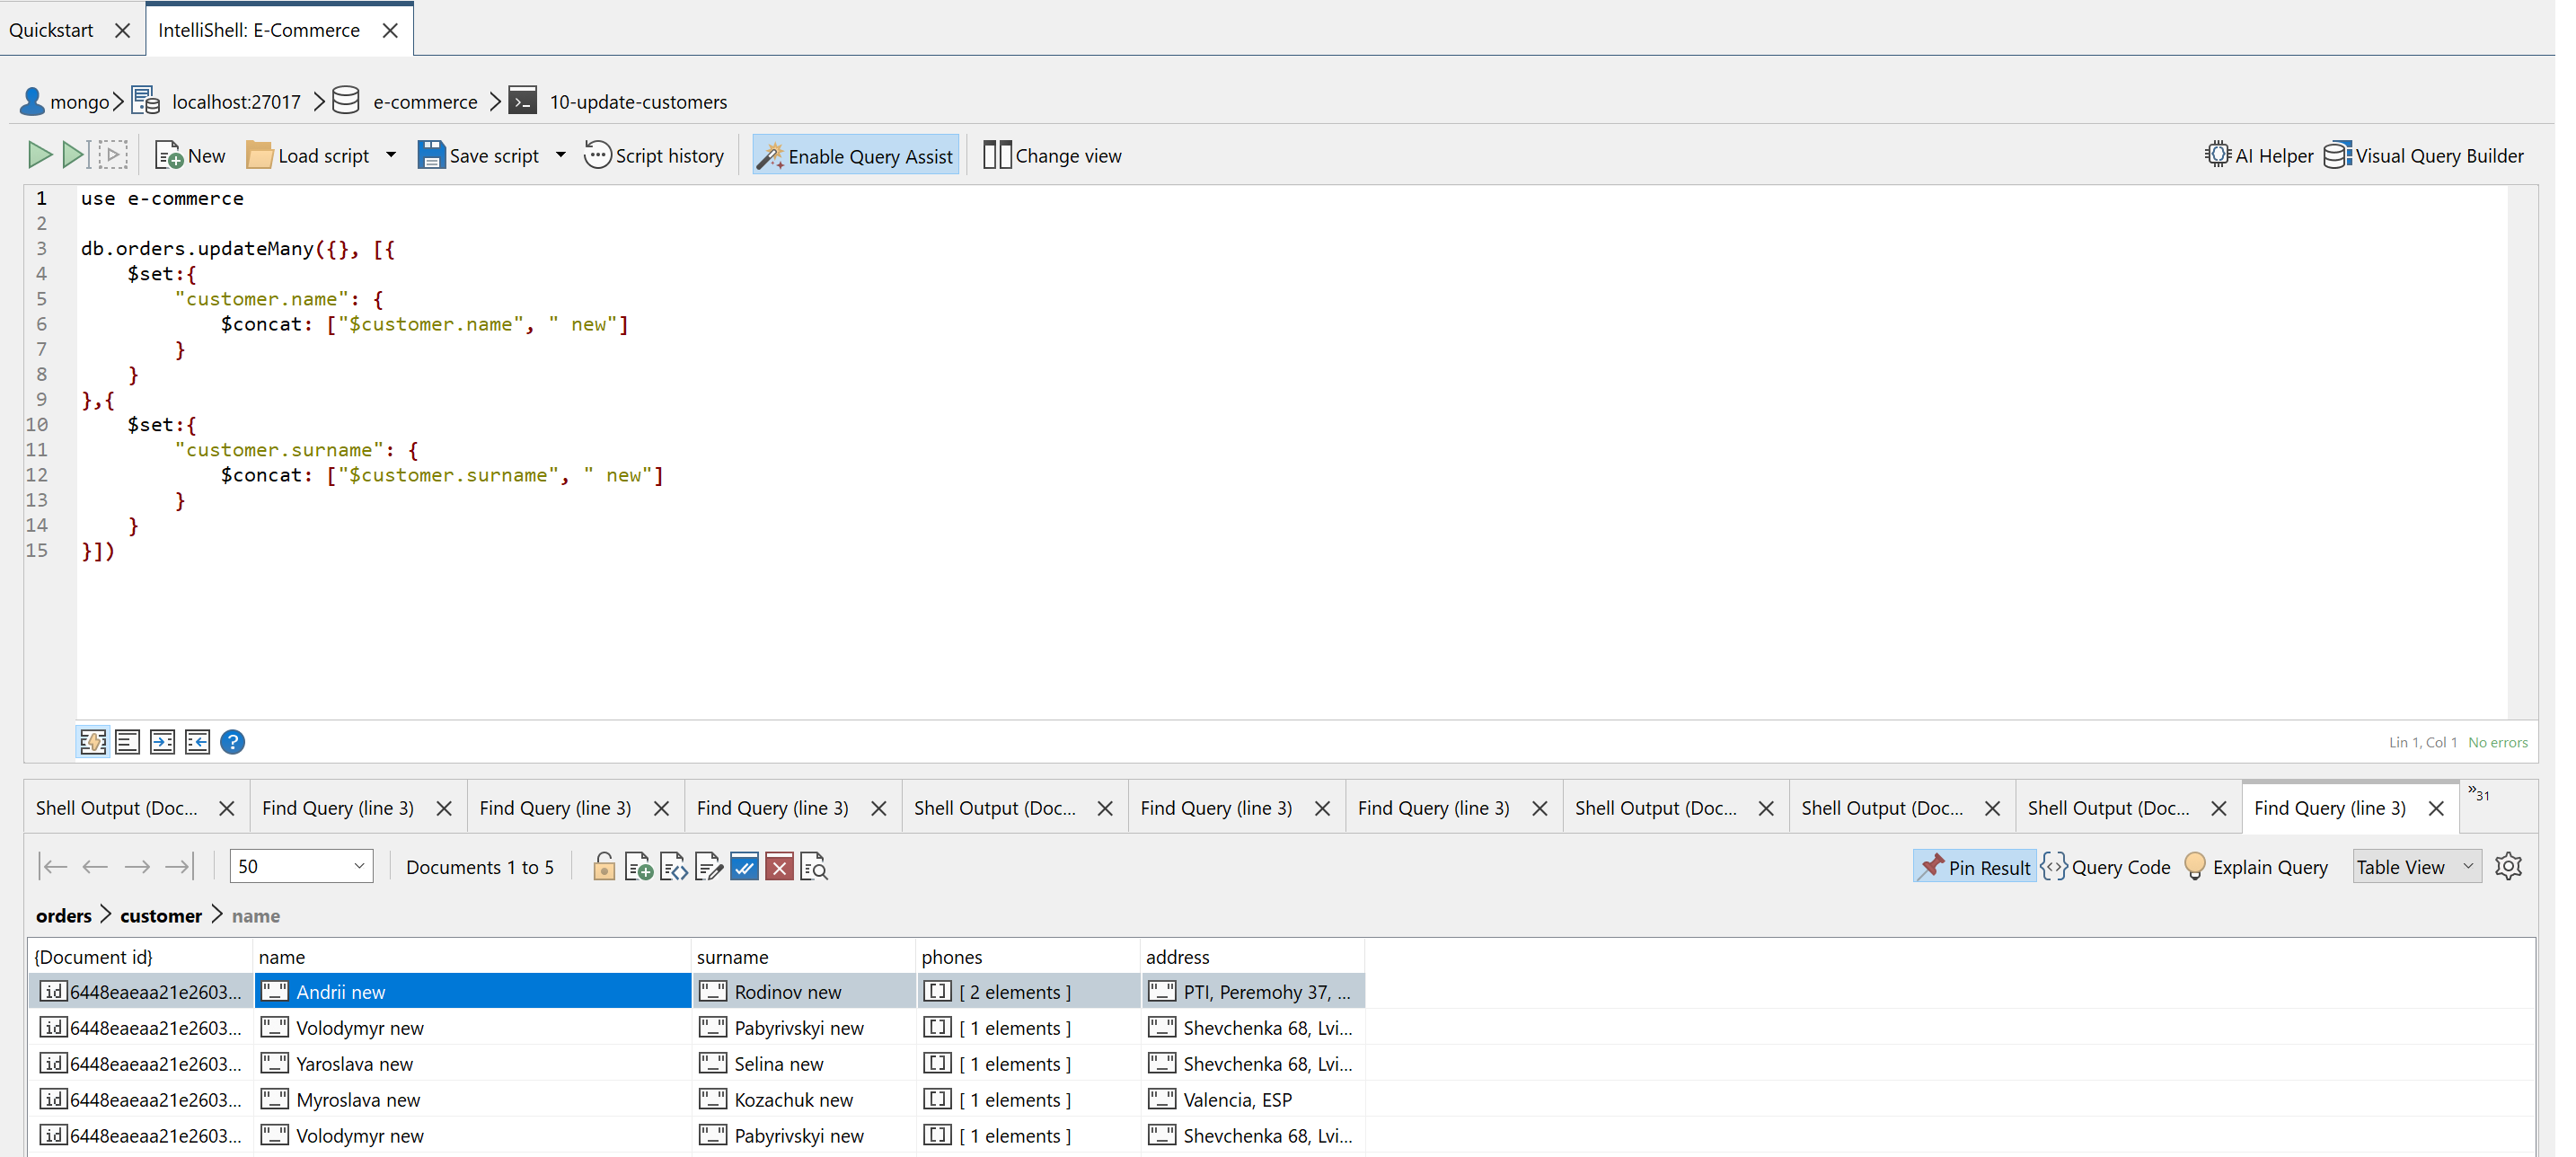 Quickstart IntelliShell: E-Commerce
mongo localhost:27017 e-commerce 10-update-customers
New Load script Save script Script history Enable Query Assist Change view AI Helper Visual Query Builder
1 use e-commerce
2
3 db.orders.updateMany({}, [{
4 $set:{
5 "customer.name": {
6 $concat: ["$customer.name", " new"]
7 }
8 }
9 },{
10 $set:{
11 "customer.surname": {
12 $concat: ["$customer.surname", " new"]
13 }
14 }
15 }])
Lin 1, Col 1 No errors
Shell Output (Doc... Find Query (line 3) Find Query (line 3) Find Query (line 3) Shell Output (Doc... Find Query (line 3) Find Query (line 3) Shell Output (Doc... Shell Output (Doc... Shell Output (Doc... Find Query (line 3) »31
50 Documents 1 to 5 Pin Result Query Code Explain Query Table View
orders > customer > name
{Document id} name surname phones address
id 6448eaeaa21e2603... Andrii new Rodinov new [ 2 elements ] PTI, Peremohy 37, ...
id 6448eaeaa21e2603... Volodymyr new Pabyrivskyi new [ 1 elements ] Shevchenka 68, Lvi...
id 6448eaeaa21e2603... Yaroslava new Selina new [ 1 elements ] Shevchenka 68, Lvi...
id 6448eaeaa21e2603... Myroslava new Kozachuk new [ 1 elements ] Valencia, ESP
id 6448eaeaa21e2603... Volodymyr new Pabyrivskyi new [ 1 elements ] Shevchenka 68, Lvi...